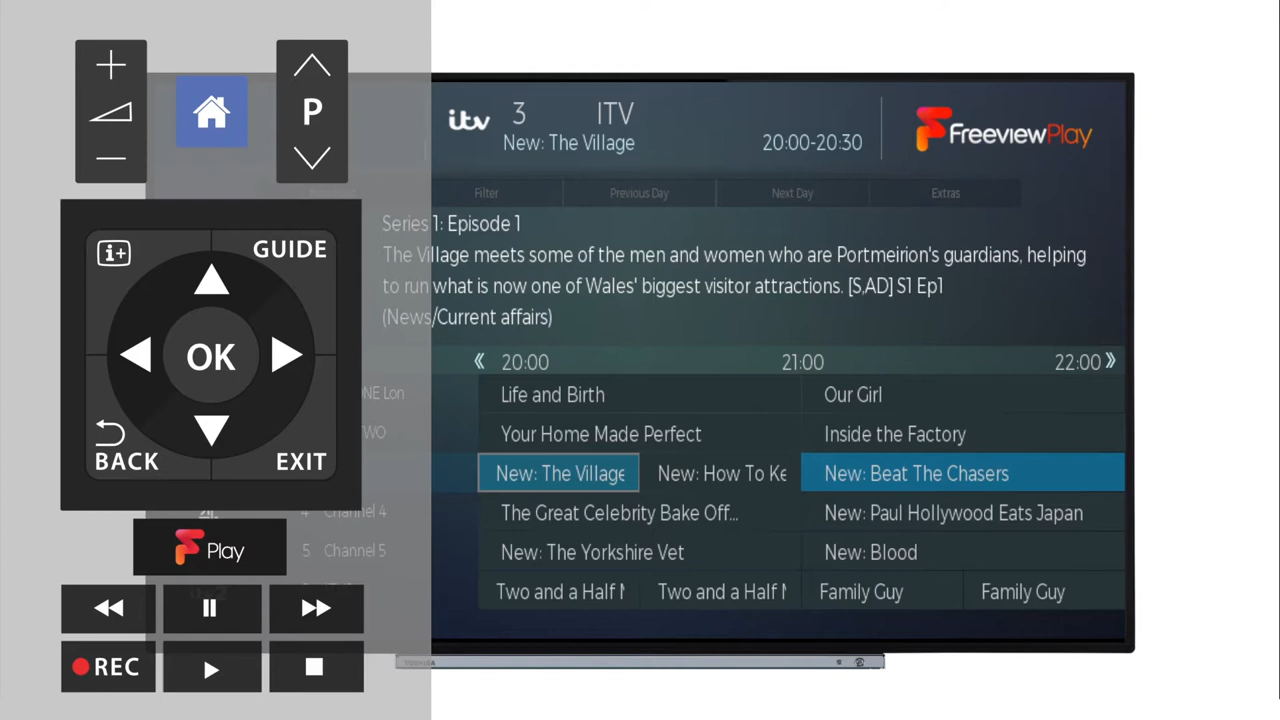 P
GUIDE
OK
BACK
EXIT
Play
REC
itv 3 ITV
New: The Village 20:00-20:30
FreeviewPlay
Filter Previous Day Next Day Extras
Series 1: Episode 1
The Village meets some of the men and women who are Portmeirion's guardians, helping
to run what is now one of Wales' biggest visitor attractions. [S,AD] S1 Ep1
(News/Current affairs)
20:00 21:00 22:00
NE Lon Life and Birth Our Girl
WO Your Home Made Perfect Inside the Factory
New: The Village New: How To Ke New: Beat The Chasers
4 Channel 4 The Great Celebrity Bake Off... New: Paul Hollywood Eats Japan
5 Channel 5 New: The Yorkshire Vet New: Blood
Two and a Half M Two and a Half M Family Guy Family Guy
TOSHIBA